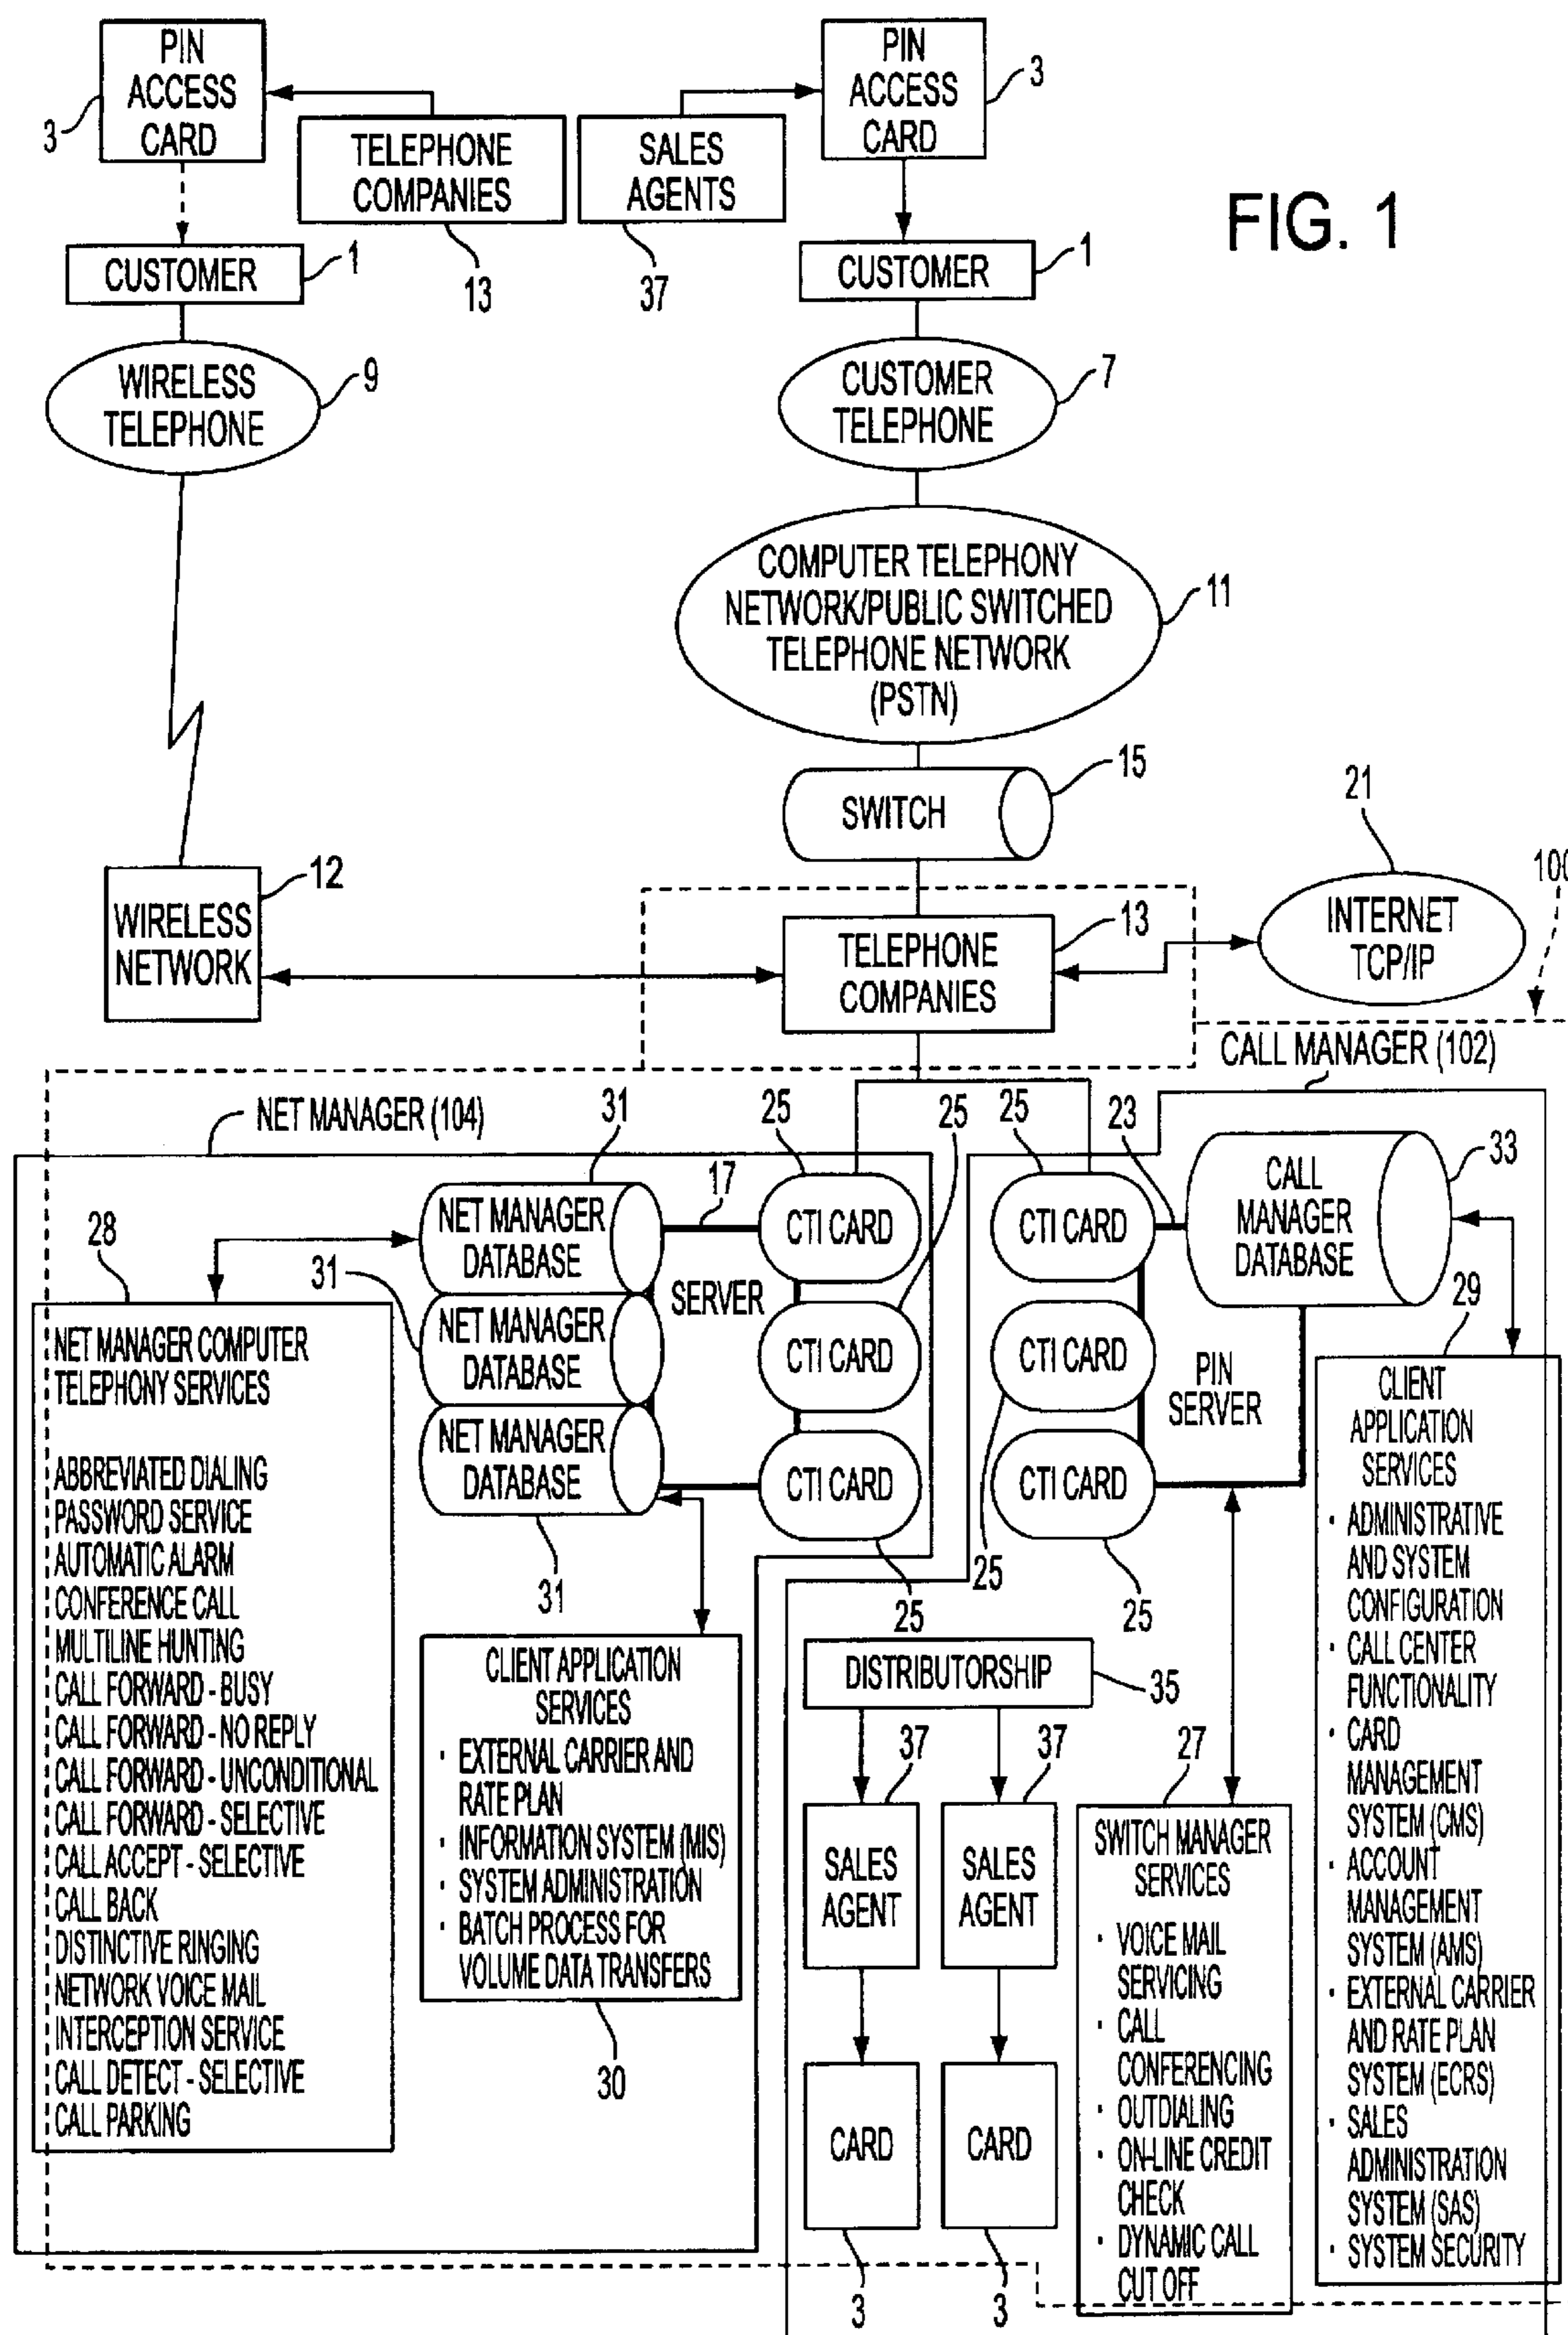 PIN
ACCESS
CARD
3
TELEPHONE
COMPANIES
13
SALES
AGENTS
37
PIN
ACCESS
CARD
3
FIG. 1
CUSTOMER
1
CUSTOMER
1
WIRELESS
TELEPHONE
9
CUSTOMER
TELEPHONE
7
COMPUTER TELEPHONY
NETWORK/PUBLIC SWITCHED
TELEPHONE NETWORK
(PSTN)
11
SWITCH
15
WIRELESS
NETWORK
12
TELEPHONE
COMPANIES
13
INTERNET
TCP/IP
21
100
CALL MANAGER (102)
NET MANAGER (104)
31
25
25
25
23
33
NET MANAGER
DATABASE
17
CTI CARD
CTI CARD
CALL
MANAGER
DATABASE
28
31
NET MANAGER
DATABASE
SERVER
CTI CARD
CTI CARD
PIN
SERVER
29
NET MANAGER
DATABASE
CTI CARD
CTI CARD
31
25
25
25
NET MANAGER COMPUTER
TELEPHONY SERVICES
ABBREVIATED DIALING
PASSWORD SERVICE
AUTOMATIC ALARM
CONFERENCE CALL
MULTILINE HUNTING
CALL FORWARD - BUSY
CALL FORWARD - NO REPLY
CALL FORWARD - UNCONDITIONAL
CALL FORWARD - SELECTIVE
CALL ACCEPT - SELECTIVE
CALL BACK
DISTINCTIVE RINGING
NETWORK VOICE MAIL
INTERCEPTION SERVICE
CALL DETECT - SELECTIVE
CALL PARKING
CLIENT APPLICATION
SERVICES
· EXTERNAL CARRIER AND
RATE PLAN
· INFORMATION SYSTEM (MIS)
· SYSTEM ADMINISTRATION
· BATCH PROCESS FOR
VOLUME DATA TRANSFERS
30
DISTRIBUTORSHIP
35
37
37
SALES
AGENT
SALES
AGENT
CARD
CARD
3
3
27
SWITCH MANAGER
SERVICES
· VOICE MAIL
SERVICING
· CALL
CONFERENCING
· OUTDIALING
· ON-LINE CREDIT
CHECK
· DYNAMIC CALL
CUT OFF
CLIENT
APPLICATION
SERVICES
· ADMINISTRATIVE
AND SYSTEM
CONFIGURATION
· CALL CENTER
FUNCTIONALITY
· CARD
MANAGEMENT
SYSTEM (CMS)
· ACCOUNT
MANAGEMENT
SYSTEM (AMS)
· EXTERNAL CARRIER
AND RATE PLAN
SYSTEM (ECRS)
· SALES
ADMINISTRATION
SYSTEM (SAS)
· SYSTEM SECURITY